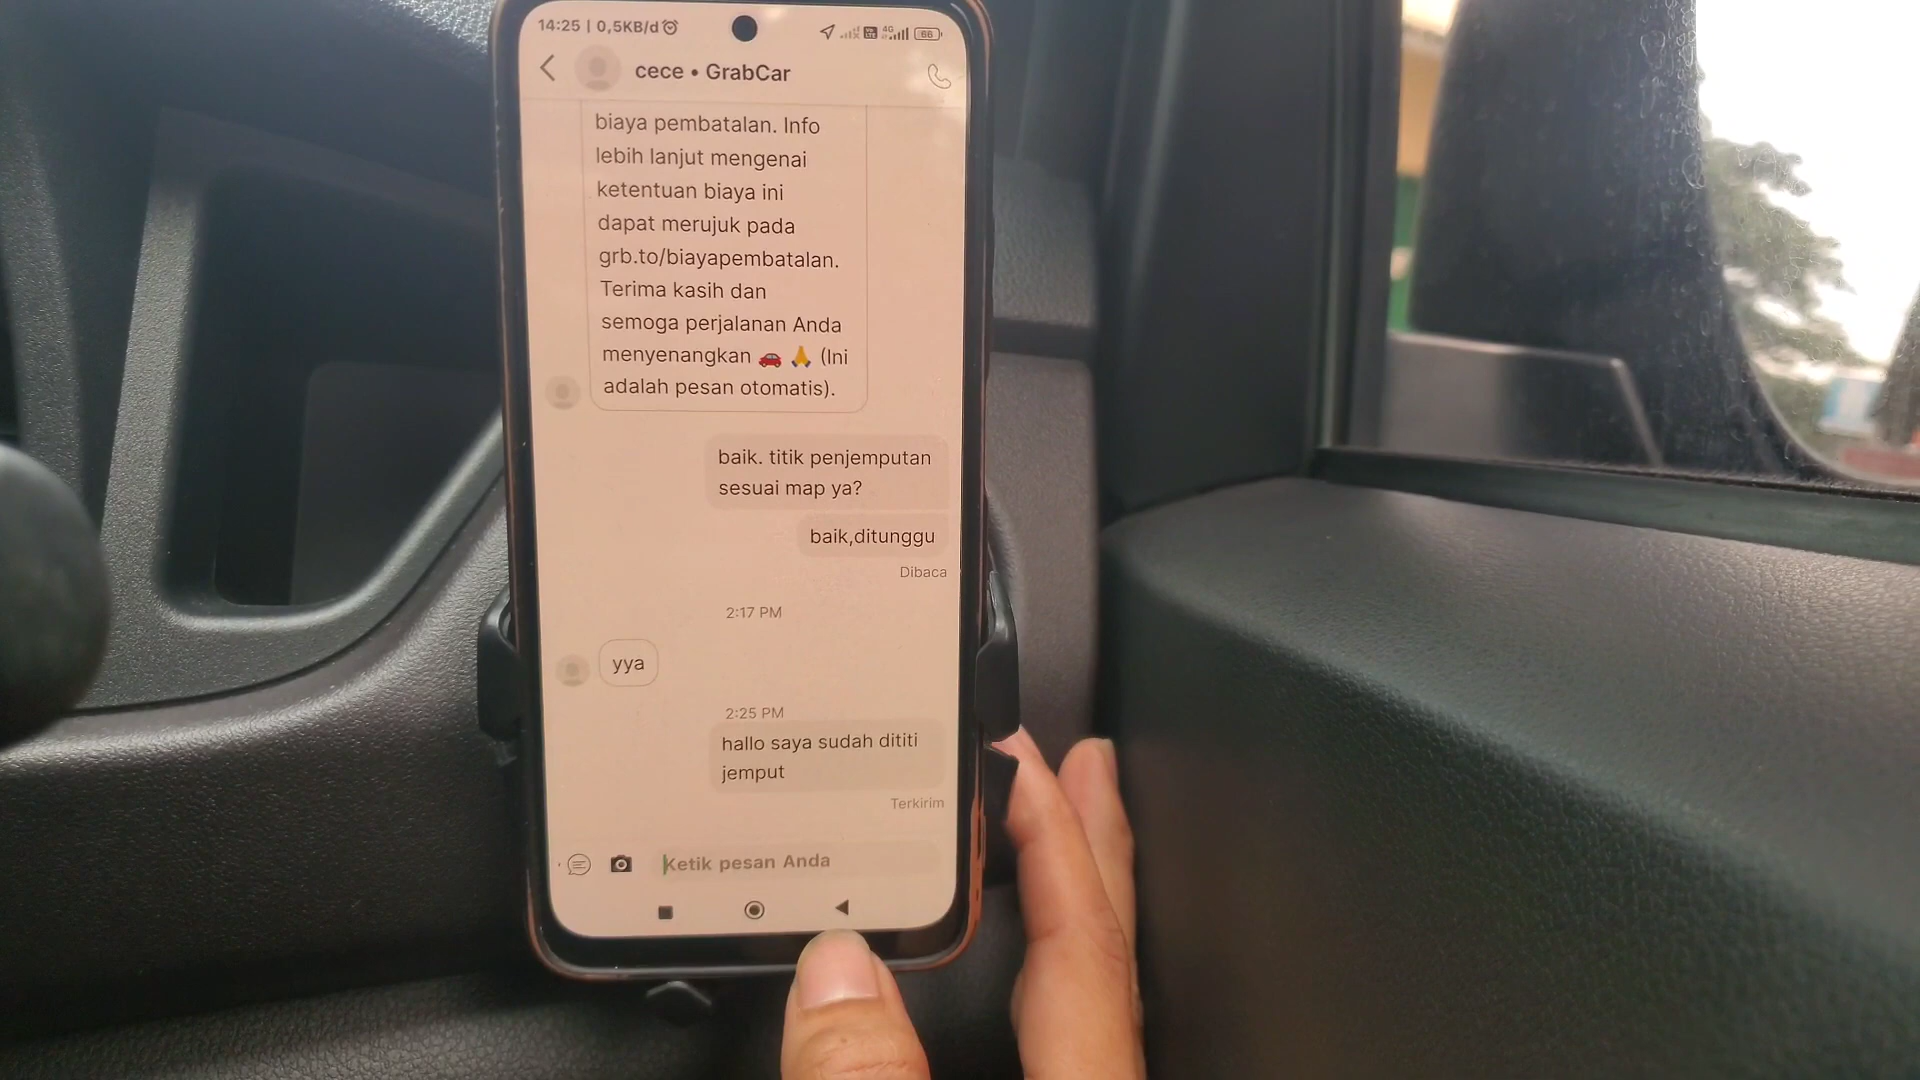 14:25 | 0,5KB/d
4G
66
cece • GrabCar
biaya pembatalan. Info
lebih lanjut mengenai
ketentuan biaya ini
dapat merujuk pada
grb.to/biayapembatalan.
Terima kasih dan
semoga perjalanan Anda
menyenangkan 🚗 🙏 (Ini
adalah pesan otomatis).
baik. titik penjemputan
sesuai map ya?
baik,ditunggu
Dibaca
2:17 PM
yya
2:25 PM
hallo saya sudah dititi
jemput
Terkirim
Ketik pesan Anda